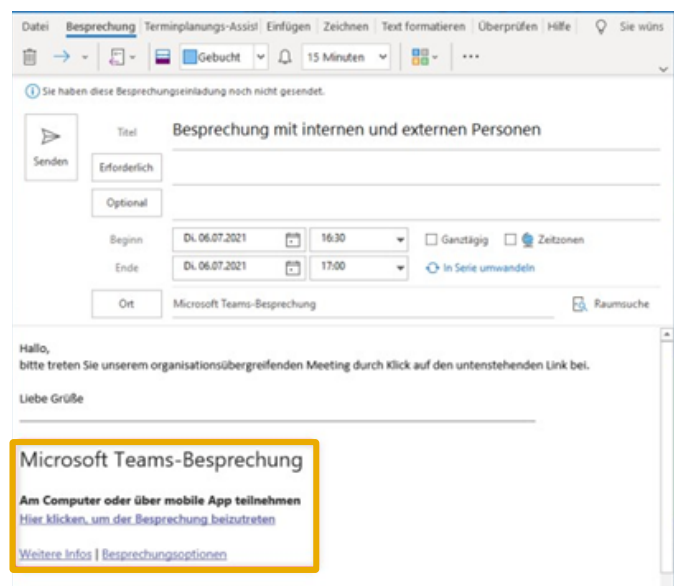 Datei Besprechung Terminplanungs-Assist Einfügen Zeichnen Text formatieren Überprüfen Hilfe Sie wüns
Gebucht 15 Minuten ...
Sie haben diese Besprechungseinladung noch nicht gesendet.
Titel Besprechung mit internen und externen Personen
Senden
Erforderlich
Optional
Beginn Di. 06.07.2021 16:30 Ganztägig Zeitzonen
Ende Di. 06.07.2021 17:00 In Serie umwandeln
Ort Microsoft Teams-Besprechung Raumsuche
Hallo,
bitte treten Sie unserem organisationsübergreifenden Meeting durch Klick auf den untenstehenden Link bei.
Liebe Grüße
Microsoft Teams-Besprechung
Am Computer oder über mobile App teilnehmen
Hier klicken, um der Besprechung beizutreten
Weitere Infos | Besprechungsoptionen